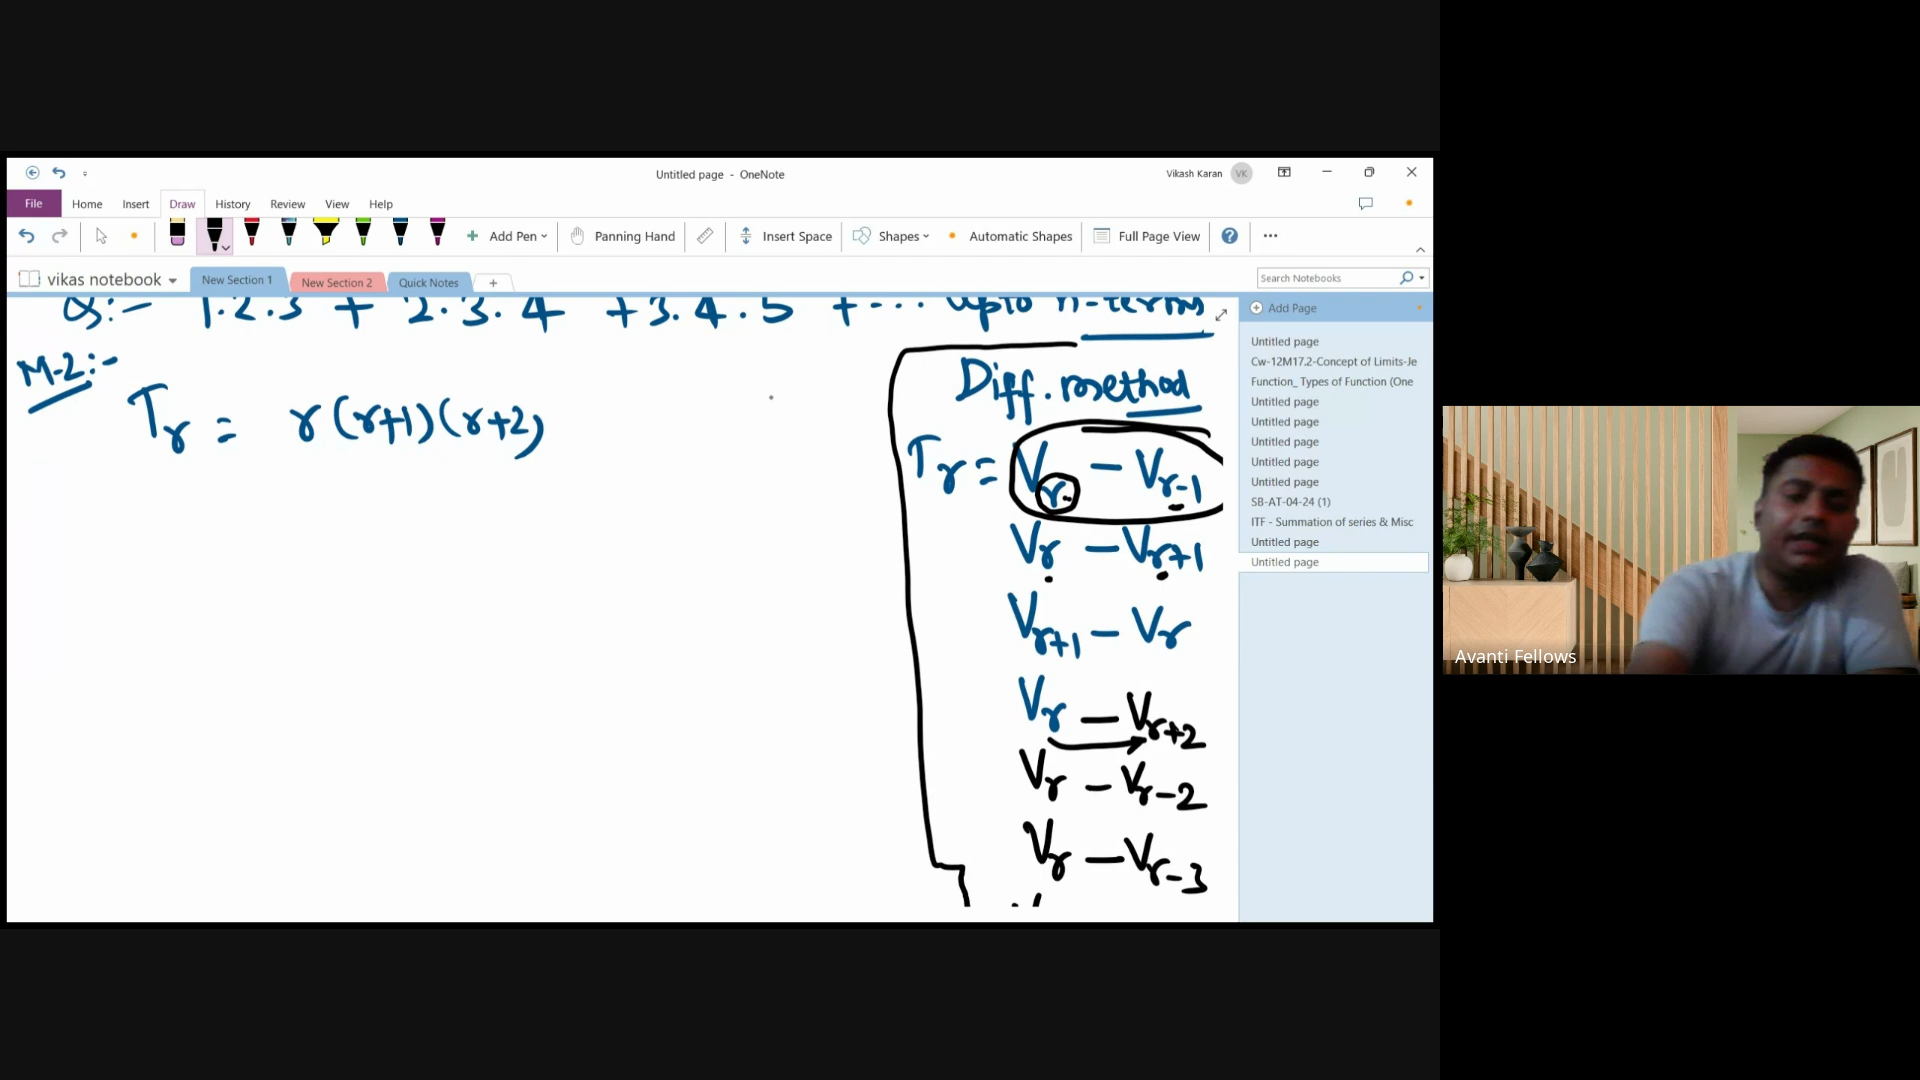 Untitled page - OneNote
Vikash Karan VK
File Home Insert Draw History Review View Help
Add Pen Panning Hand Insert Space Shapes Automatic Shapes Full Page View
vikas notebook New Section 1 New Section 2 Quick Notes
Search Notebooks
Q:- 1.2.3 + 2.3.4 + 3.4.5 + --- upto n-terms
M-2:-
Tr = r(r+1)(r+2)
Diff. method
Tr = Vr - Vr-1
Vr - Vr+1
Vr+1 - Vr
Vr - Vr+2
Vr - Vr-2
Vr - Vr-3
Add Page
Untitled page
Cw-12M17.2-Concept of Limits-Je
Function_ Types of Function (One
Untitled page
Untitled page
Untitled page
Untitled page
Untitled page
SB-AT-04-24 (1)
ITF - Summation of series & Misc
Untitled page
Untitled page
Avanti Fellows